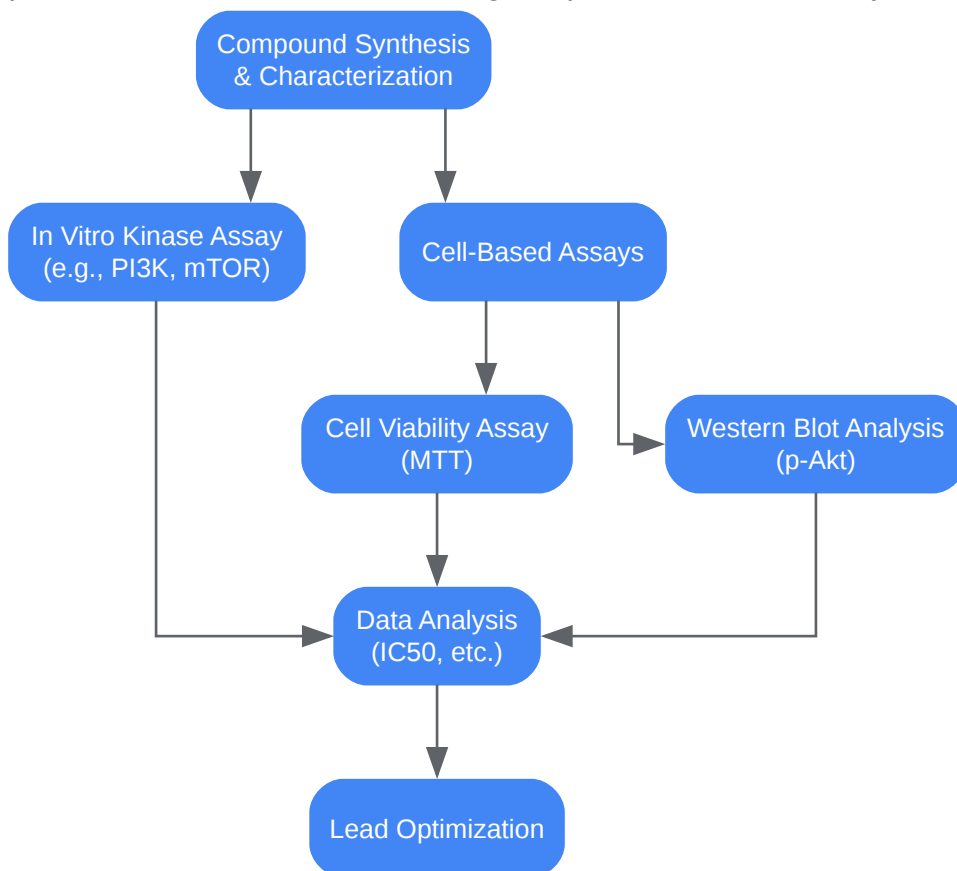 Compound Synthesis
& Characterization
In Vitro Kinase Assay
(e.g., PI3K, mTOR)
Cell-Based Assays
Cell Viability Assay
(MTT)
Western Blot Analysis
(p-Akt)
Data Analysis
(IC50, etc.)
Lead Optimization